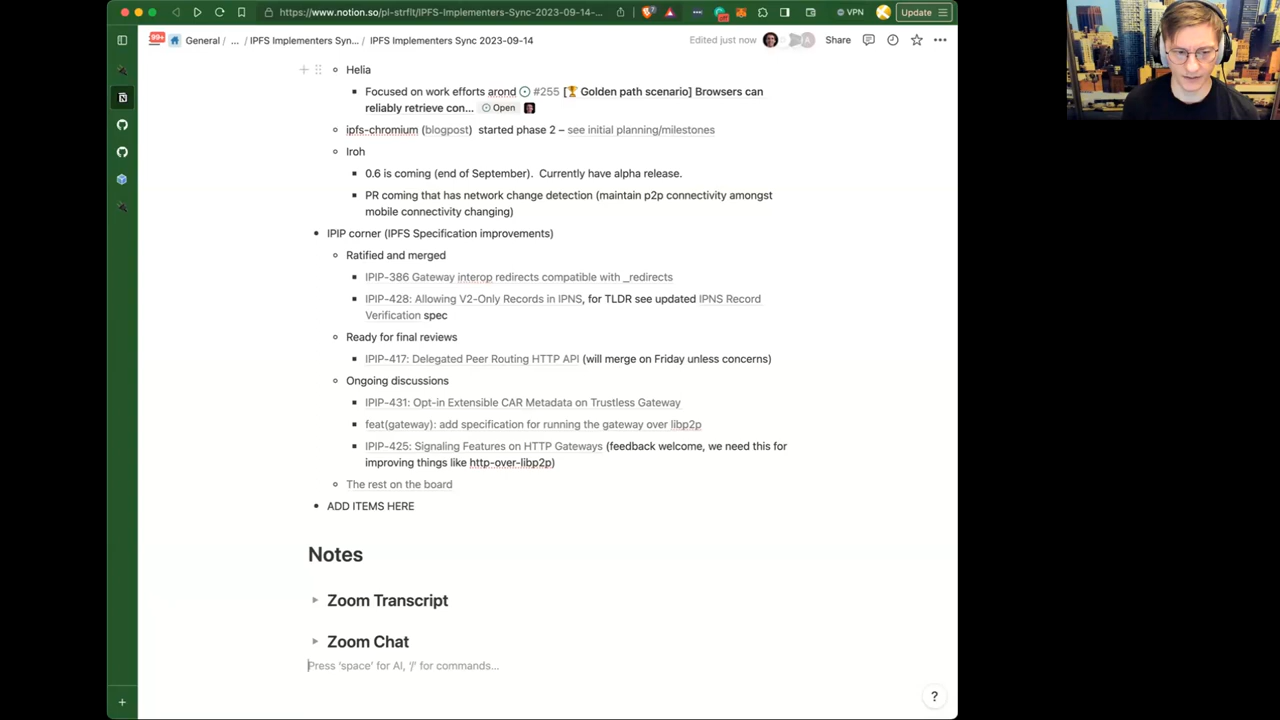 https://www.notion.so/pl-strflt/IPFS-Implementers-Sync-2023-09-14-...
VPN
Update
99+
General / ... / IPFS Implementers Syn... / IPFS Implementers Sync 2023-09-14
Edited just now
A
Share
Helia
Focused on work efforts arond #255 [🏆 Golden path scenario] Browsers can
reliably retrieve con... Open
ipfs-chromium (blogpost) started phase 2 – see initial planning/milestones
Iroh
0.6 is coming (end of September). Currently have alpha release.
PR coming that has network change detection (maintain p2p connectivity amongst
mobile connectivity changing)
IPIP corner (IPFS Specification improvements)
Ratified and merged
IPIP-386 Gateway interop redirects compatible with _redirects
IPIP-428: Allowing V2-Only Records in IPNS, for TLDR see updated IPNS Record
Verification spec
Ready for final reviews
IPIP-417: Delegated Peer Routing HTTP API (will merge on Friday unless concerns)
Ongoing discussions
IPIP-431: Opt-in Extensible CAR Metadata on Trustless Gateway
feat(gateway): add specification for running the gateway over libp2p
IPIP-425: Signaling Features on HTTP Gateways (feedback welcome, we need this for
improving things like http-over-libp2p)
The rest on the board
ADD ITEMS HERE
Notes
Zoom Transcript
Zoom Chat
Press 'space' for AI, '/' for commands...
?